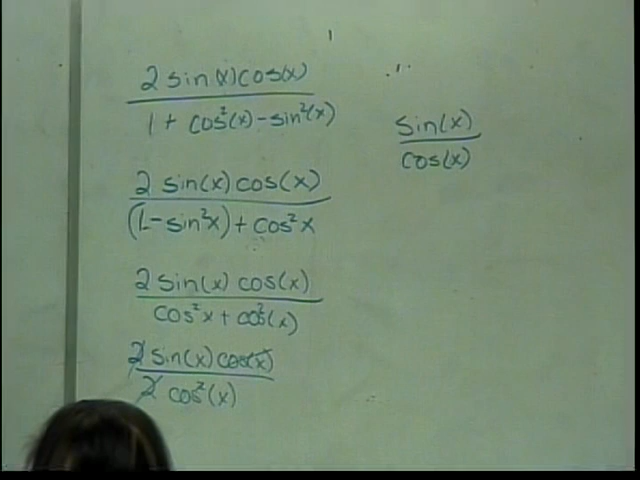 2 sin(x)cos(x)
1 + cos²(x) - sin²(x)
2 sin(x) cos(x)
(1 - sin²x) + cos²x
2 sin(x) cos(x)
cos²x + cos²(x)
2 sin(x) cos(x)
2 cos²(x)
sin(x)
cos(x)